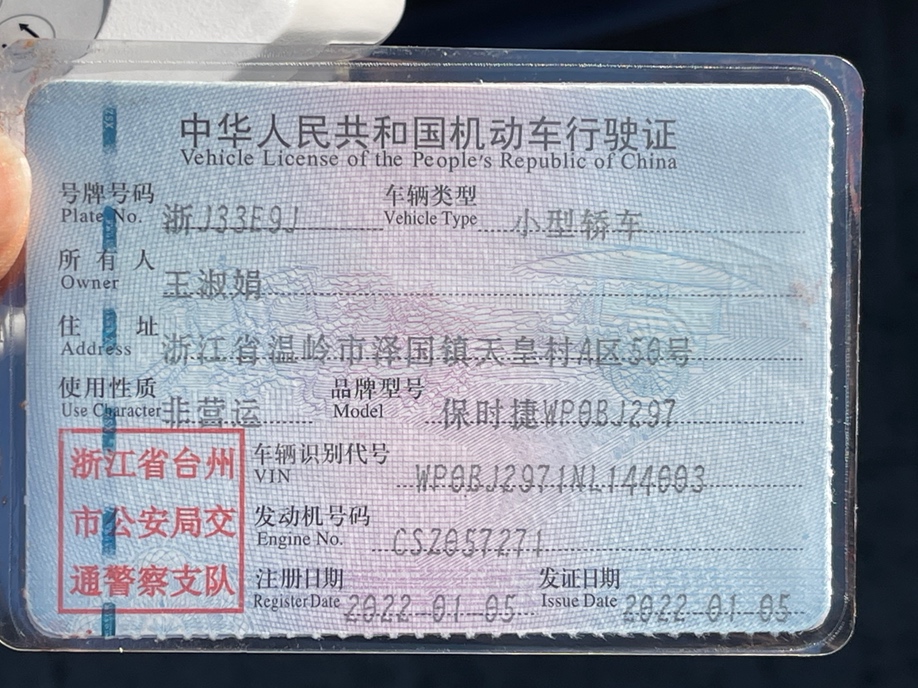 中华人民共和国机动车行驶证
Vehicle License of the People's Republic of China
号牌号码 浙J33E9J 车辆类型 小型轿车
Plate No. Vehicle Type
所有人 王淑娟
Owner
住址 浙江省温岭市泽国镇天皇村A区50号
Address
使用性质 非营运 品牌型号 保时捷WP0BJ297
Use Character Model
浙江省台州
市公安局交
通警察支队
车辆识别代号 WP0BJ2971NL144003
VIN
发动机号码 CSZ057271
Engine No.
注册日期 2022-01-05 发证日期 2022-01-05
Register Date Issue Date